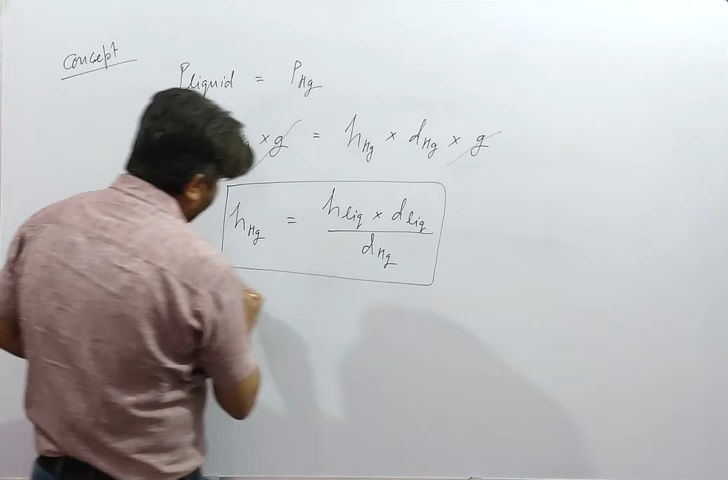 Concept
Pliquid = PHg
× g = hHg × dHg × g
hHg = hliq × dliq
dHg